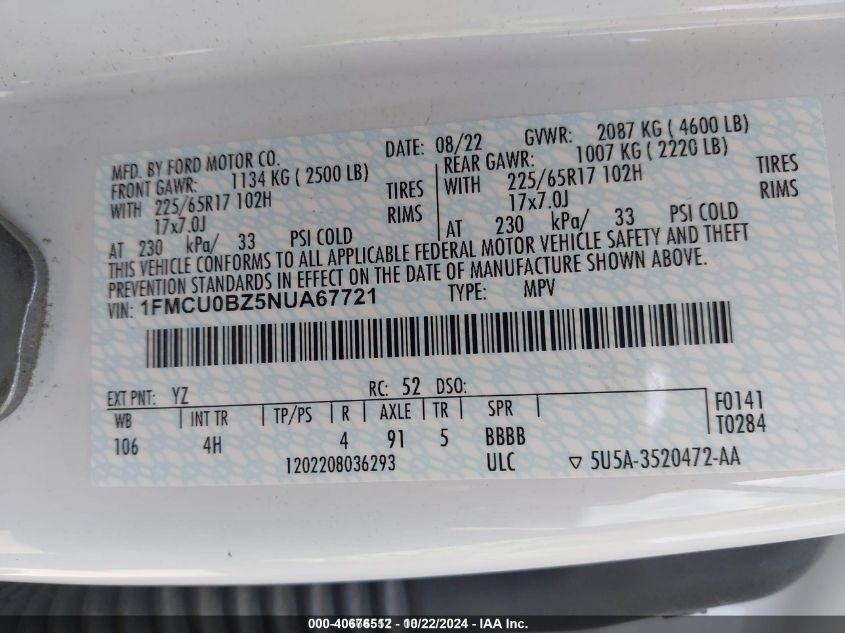 MFD. BY FORD MOTOR CO. DATE: 08/22 GVWR: 2087 KG ( 4600 LB)
FRONT GAWR: 1134 KG ( 2500 LB) REAR GAWR: 1007 KG ( 2220 LB)
WITH 225/65R17 102H TIRES WITH 225/65R17 102H TIRES
17x7.0J RIMS 17x7.0J RIMS
AT 230 kPa/ 33 PSI COLD AT 230 kPa/ 33 PSI COLD
THIS VEHICLE CONFORMS TO ALL APPLICABLE FEDERAL MOTOR VEHICLE SAFETY AND THEFT
PREVENTION STANDARDS IN EFFECT ON THE DATE OF MANUFACTURE SHOWN ABOVE.
VIN: 1FMCU0BZ5NUA67721 TYPE: MPV
EXT PNT: YZ RC: 52 DSO:
WB INT TR TP/PS R AXLE TR SPR F0141
106 4H 4 91 5 BBBB T0284
1202208036293 ULC ▽ 5U5A-3520472-AA
000-40676512 - 10/22/2024 - IAA, Inc.